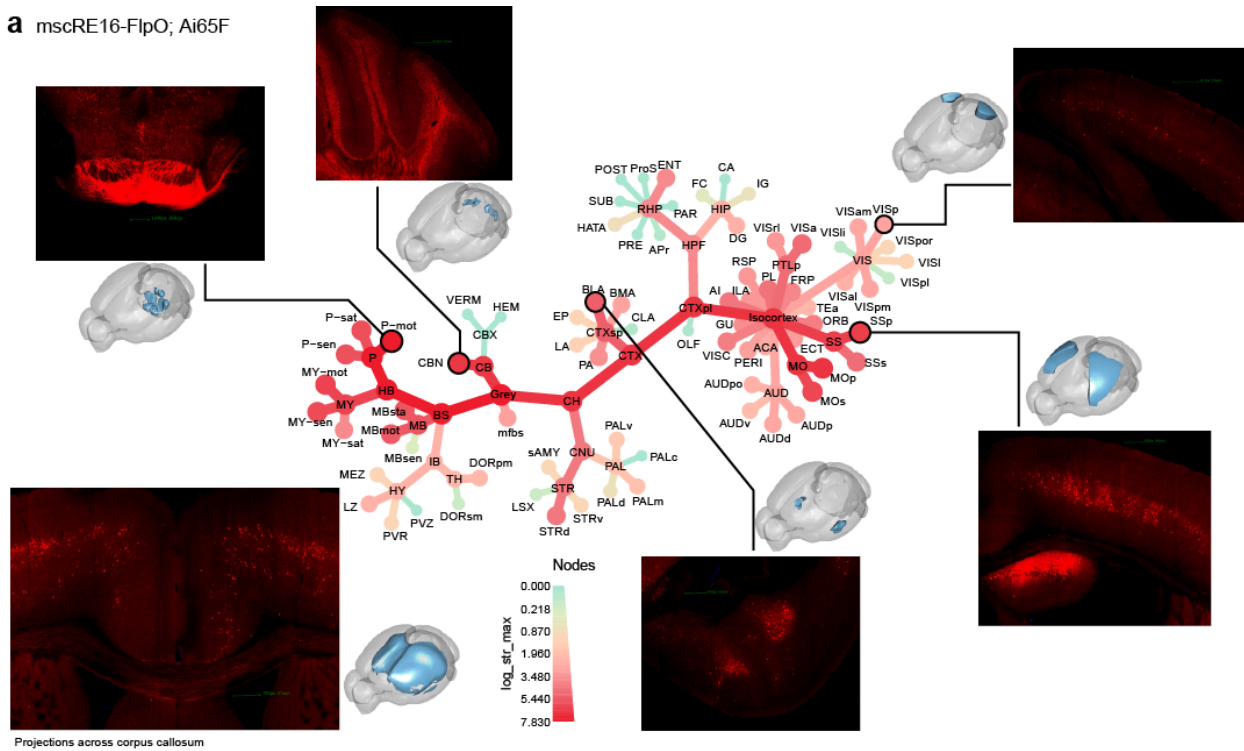 a mscRE16-FlpO; Ai65F
POST
ProS
ENT
CA
FC
IG
SUB
RHP
PAR
HIP
HATA
PRE
APr
HPF
DG
VISrl
VISa
VISam
VISp
VISli
VISpor
VIS
VISl
VISpl
VISal
VISpm
RSP
PTLp
PL
FRP
AI
ILA
TEa
Isocortex
ORB
SSp
GU
SS
VISC
ACA
ECT
SSs
PERI
MO
MOp
MOs
AUDpo
AUD
AUDv
AUDp
AUDd
BLA
BMA
EP
CTXsp
CLA
LA
PA
CTX
CTXpl
OLF
VERM
HEM
CBX
CBN
CB
P-sat
P-mot
P
P-sen
MY-mot
HB
MY
MBsta
BS
Grey
CH
MY-sen
MBmot
MB
mfbs
MY-sat
MBsen
IB
DORpm
MEZ
HY
TH
LZ
PVZ
DORsm
PVR
PALv
sAMY
CNU
PALc
PAL
STR
LSX
PALd
PALm
STRv
STRd
Nodes
0.000
0.218
0.870
1.960
3.480
5.440
7.830
log_str_max
Projections across corpus callosum